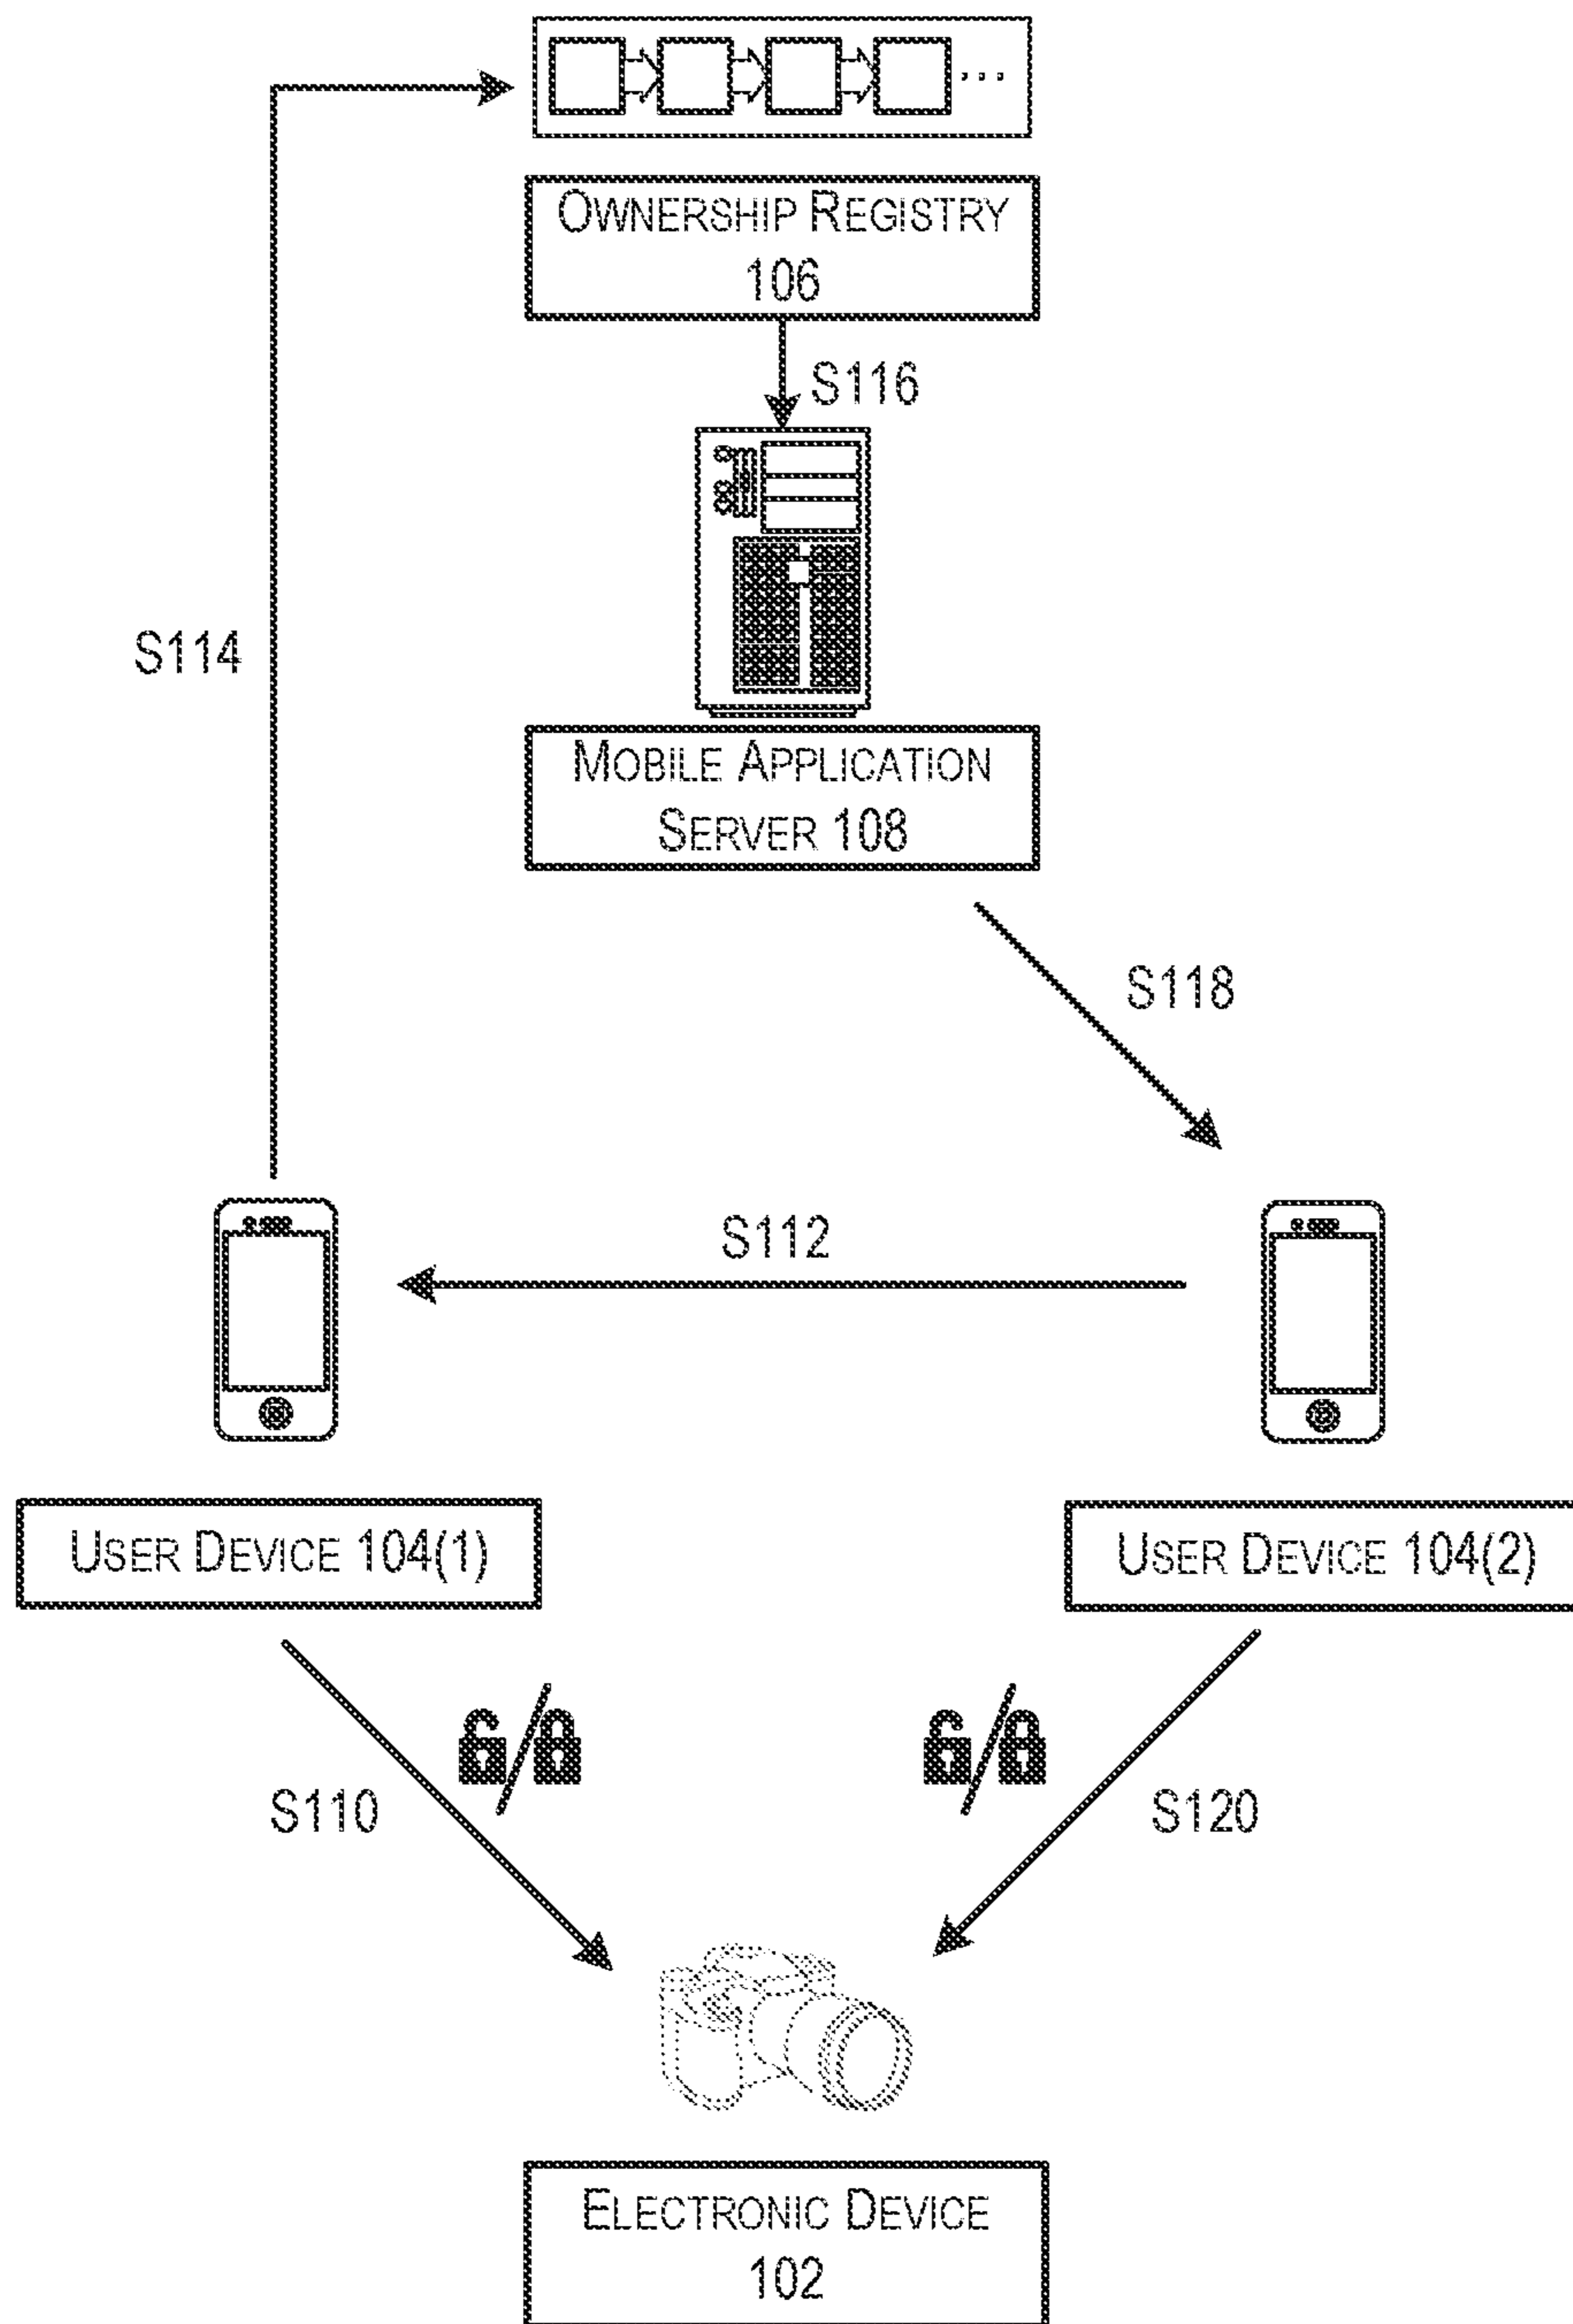 OWNERSHIP REGISTRY
106
S116
S114
MOBILE APPLICATION
SERVER 108
S118
S112
USER DEVICE 104(1)
USER DEVICE 104(2)
S110
S120
ELECTRONIC DEVICE
102